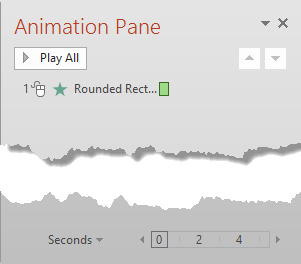 Animation Pane
Play All
1 Rounded Rect...
Seconds 0 2 4